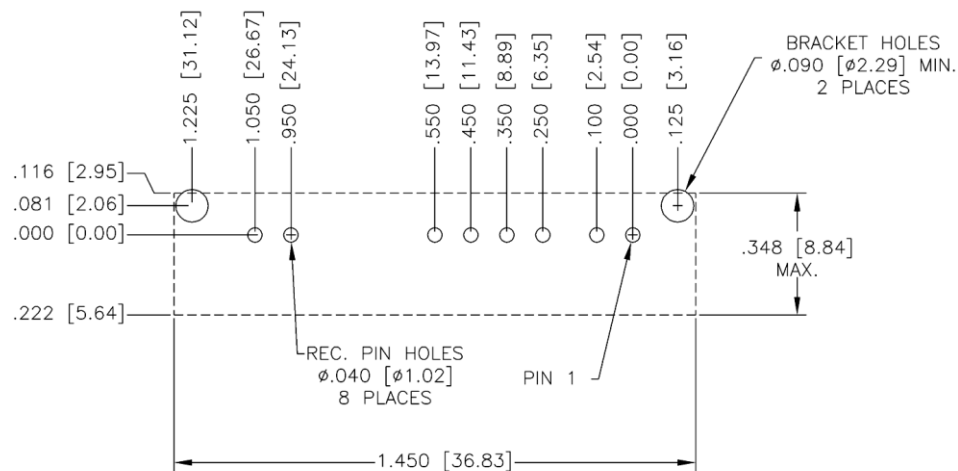 1.225 [31.12]
1.050 [26.67]
.950 [24.13]
.550 [13.97]
.450 [11.43]
.350 [8.89]
.250 [6.35]
.100 [2.54]
.000 [0.00]
.125 [3.16]
BRACKET HOLES
ø.090 [ø2.29] MIN.
2 PLACES
.116 [2.95]
.081 [2.06]
.000 [0.00]
.222 [5.64]
.348 [8.84]
MAX.
REC. PIN HOLES
ø.040 [ø1.02]
8 PLACES
PIN 1
1.450 [36.83]